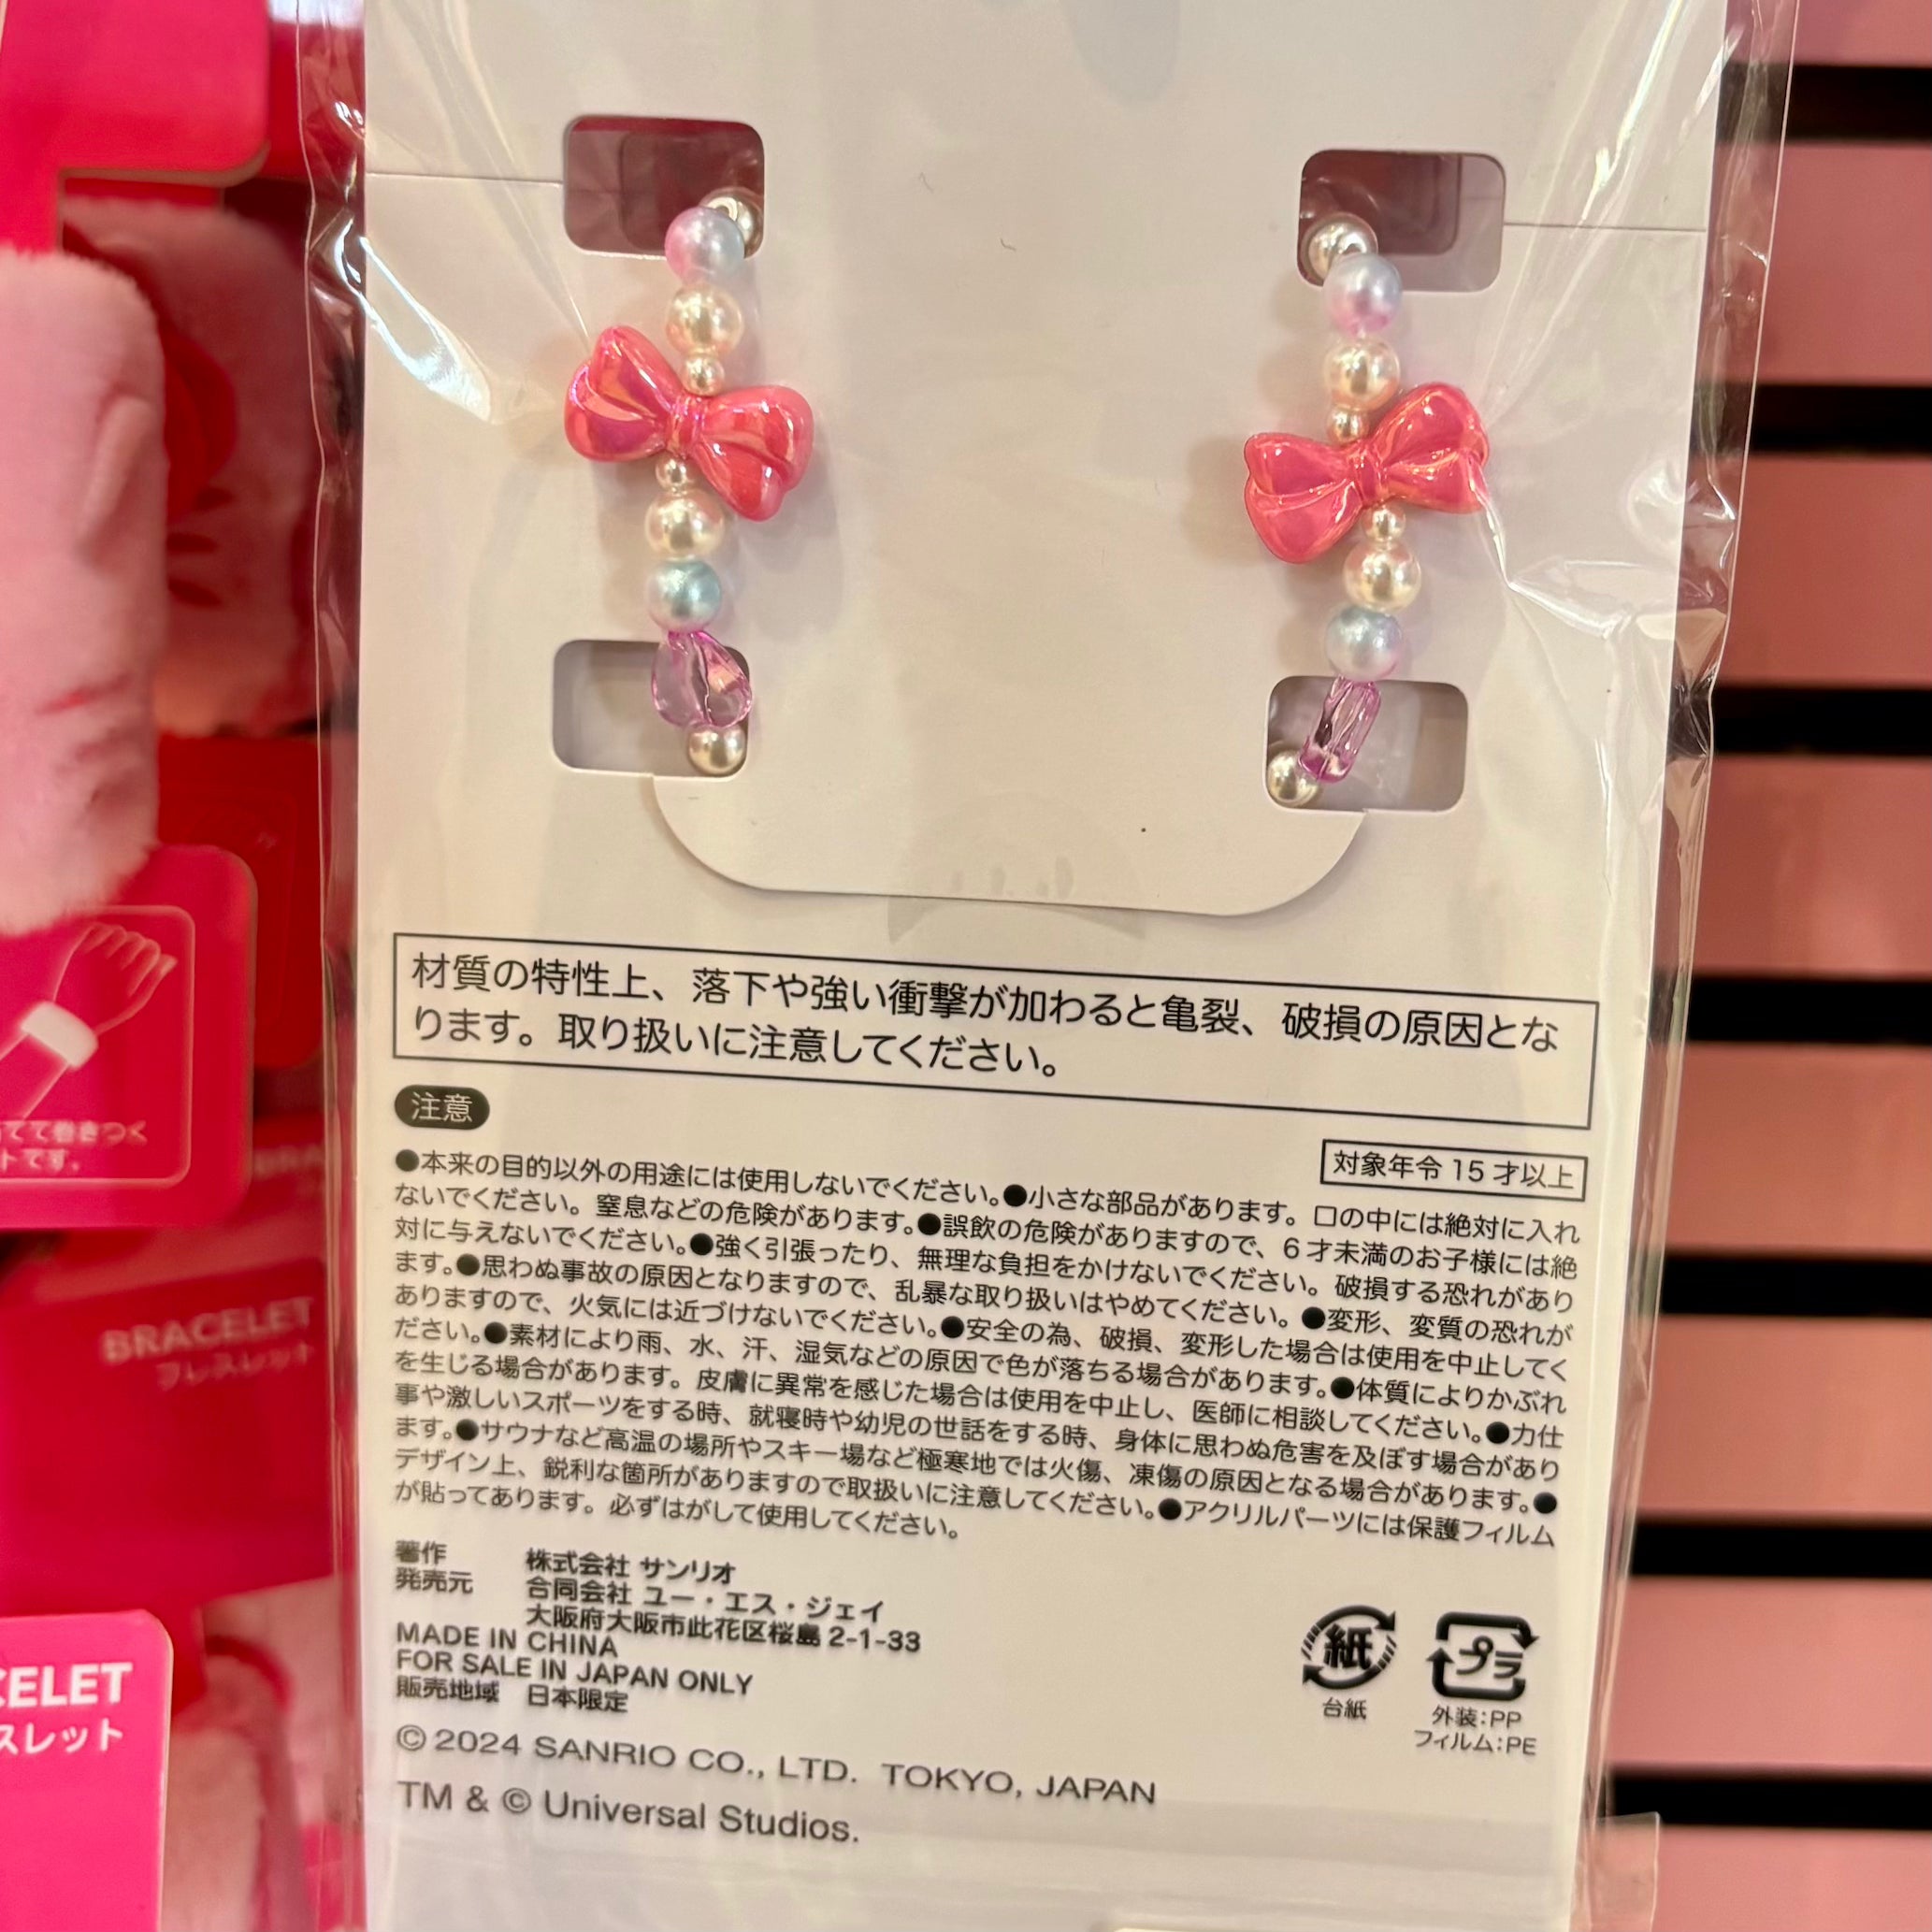 材質の特性上、落下や強い衝撃が加わると亀裂、破損の原因とな
ります。取り扱いに注意してください。
注意
対象年令 15 才以上
●本来の目的以外の用途には使用しないでください。●小さな部品があります。口の中には絶対に入れ
ないでください。窒息などの危険があります。●誤飲の危険がありますので、6 才未満のお子様には絶
対に与えないでください。●強く引張ったり、無理な負担をかけないでください。破損する恐れがあり
ます。●思わぬ事故の原因となりますので、乱暴な取り扱いはやめてください。●変形、変質の恐れが
ありますので、火気には近づけないでください。●安全の為、破損、変形した場合は使用を中止してく
ださい。●素材により雨、水、汗、湿気などの原因で色が落ちる場合があります。●体質によりかぶれ
を生じる場合があります。皮膚に異常を感じた場合は使用を中止し、医師に相談してください。●力仕
事や激しいスポーツをする時、就寝時や幼児の世話をする時、身体に思わぬ危害を及ぼす場合があり
ます。●サウナなど高温の場所やスキー場など極寒地では火傷、凍傷の原因となる場合があります。●
デザイン上、鋭利な箇所がありますので取扱いに注意してください。●アクリルパーツには保護フィルム
が貼ってあります。必ずはがして使用してください。
著作 株式会社 サンリオ
発売元 合同会社 ユー・エス・ジェイ
大阪府大阪市此花区桜島 2-1-33
MADE IN CHINA
FOR SALE IN JAPAN ONLY
販売地域 日本限定
© 2024 SANRIO CO., LTD. TOKYO, JAPAN
TM & © Universal Studios.
紙
台紙
プラ
外装:PP
フィルム:PE
てて巻きつく
トです。
BRACELET
ブレスレット
CELET
スレット